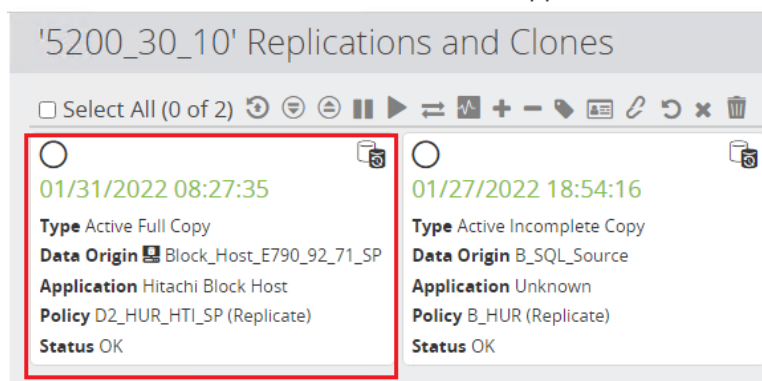 '5200_30_10' Replications and Clones
Select All (0 of 2)
01/31/2022 08:27:35
Type Active Full Copy
Data Origin Block_Host_E790_92_71_SP
Application Hitachi Block Host
Policy D2_HUR_HTI_SP (Replicate)
Status OK
01/27/2022 18:54:16
Type Active Incomplete Copy
Data Origin B_SQL_Source
Application Unknown
Policy B_HUR (Replicate)
Status OK